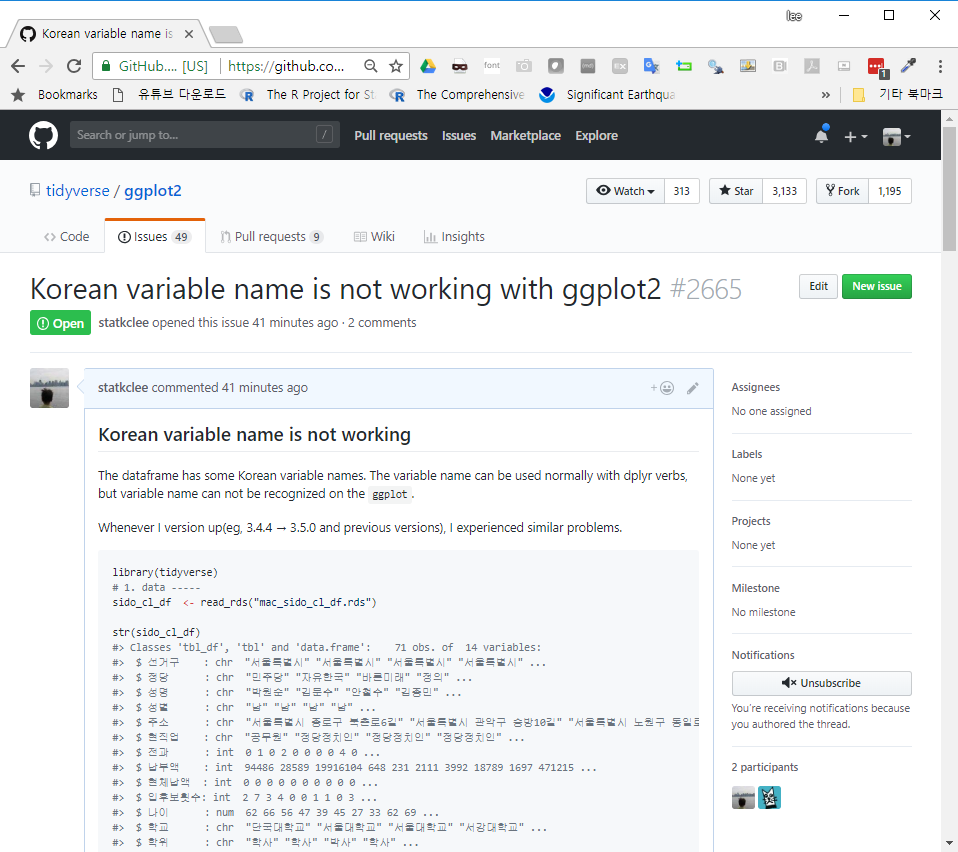 lee
Korean variable name is
GitHub.... [US] https://github.co...
Bookmarks 유튜브 다운로드 The R Project for St The Comprehensive Significant Earthqua » 기타 북마크
Search or jump to... / Pull requests Issues Marketplace Explore
tidyverse / ggplot2
Watch 313 Star 3,133 Fork 1,195
Code Issues 49 Pull requests 9 Wiki Insights
Korean variable name is not working with ggplot2 #2665
Edit New issue
Open statkclee opened this issue 41 minutes ago · 2 comments
statkclee commented 41 minutes ago
Korean variable name is not working
The dataframe has some Korean variable names. The variable name can be used normally with dplyr verbs,
but variable name can not be recognized on the ggplot.
Whenever I version up(eg, 3.4.4 → 3.5.0 and previous versions), I experienced similar problems.
library(tidyverse)
# 1. data -----
sido_cl_df <- read_rds("mac_sido_cl_df.rds")
str(sido_cl_df)
#> Classes 'tbl_df', 'tbl' and 'data.frame': 71 obs. of 14 variables:
#> $ 선거구 : chr "서울특별시" "서울특별시" "서울특별시" "서울특별시" ...
#> $ 정당 : chr "민주당" "자유한국" "바른미래" "정의" ...
#> $ 성명 : chr "박원순" "김문수" "안철수" "김종민" ...
#> $ 성별 : chr "남" "남" "남" "남" ...
#> $ 주소 : chr "서울특별시 종로구 북촌로6길" "서울특별시 관악구 승방10길" "서울특별시 노원구 동일로
#> $ 현직업 : chr "공무원" "정당정치인" "정당정치인" "정당정치인" ...
#> $ 전과 : int 0 1 0 2 0 0 0 0 4 0 ...
#> $ 납부액 : int 94486 28589 19916104 648 231 2111 3992 18789 1697 471215 ...
#> $ 현체납액 : int 0 0 0 0 0 0 0 0 0 0 ...
#> $ 입후보횟수: int 2 7 3 4 0 0 1 1 0 3 ...
#> $ 나이 : num 62 66 56 47 39 45 27 33 62 69 ...
#> $ 학교 : chr "단국대학교" "서울대학교" "서울대학교" "서강대학교" ...
#> $ 학위 : chr "학사" "학사" "박사" "학사" ...
Assignees
No one assigned
Labels
None yet
Projects
None yet
Milestone
No milestone
Notifications
Unsubscribe
You're receiving notifications because
you authored the thread.
2 participants